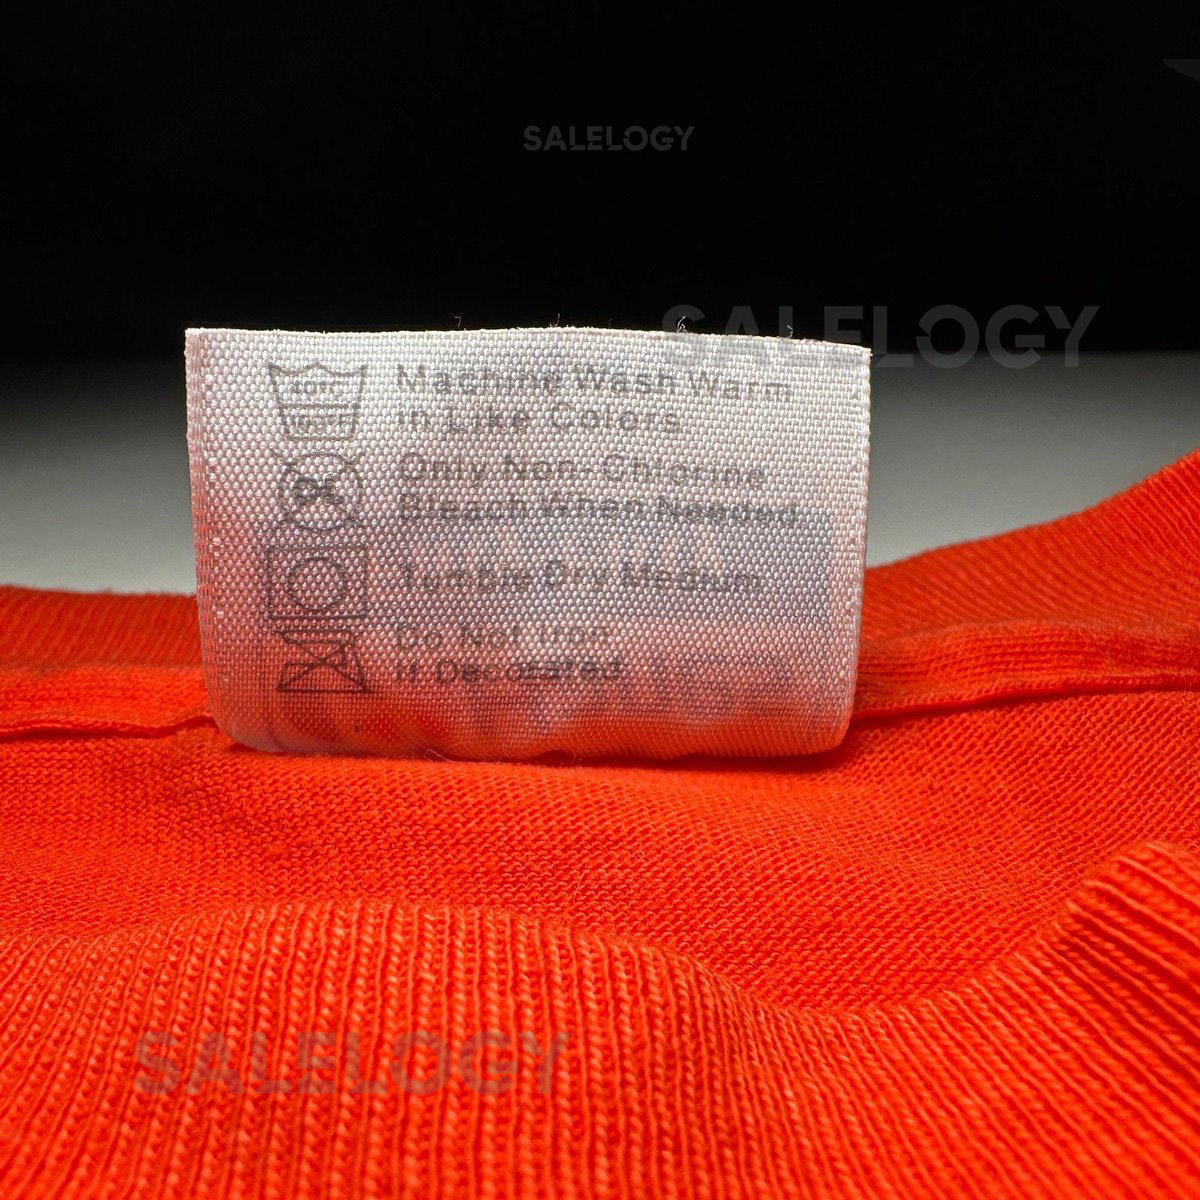 SALELOGY
SALELOGY
40°C
105°F
Machine Wash Warm
in Like Colors
Only Non-Chlorine
Bleach When Needed
Tumble Dry Medium
Do Not Iron
If Decorated
SALELOGY